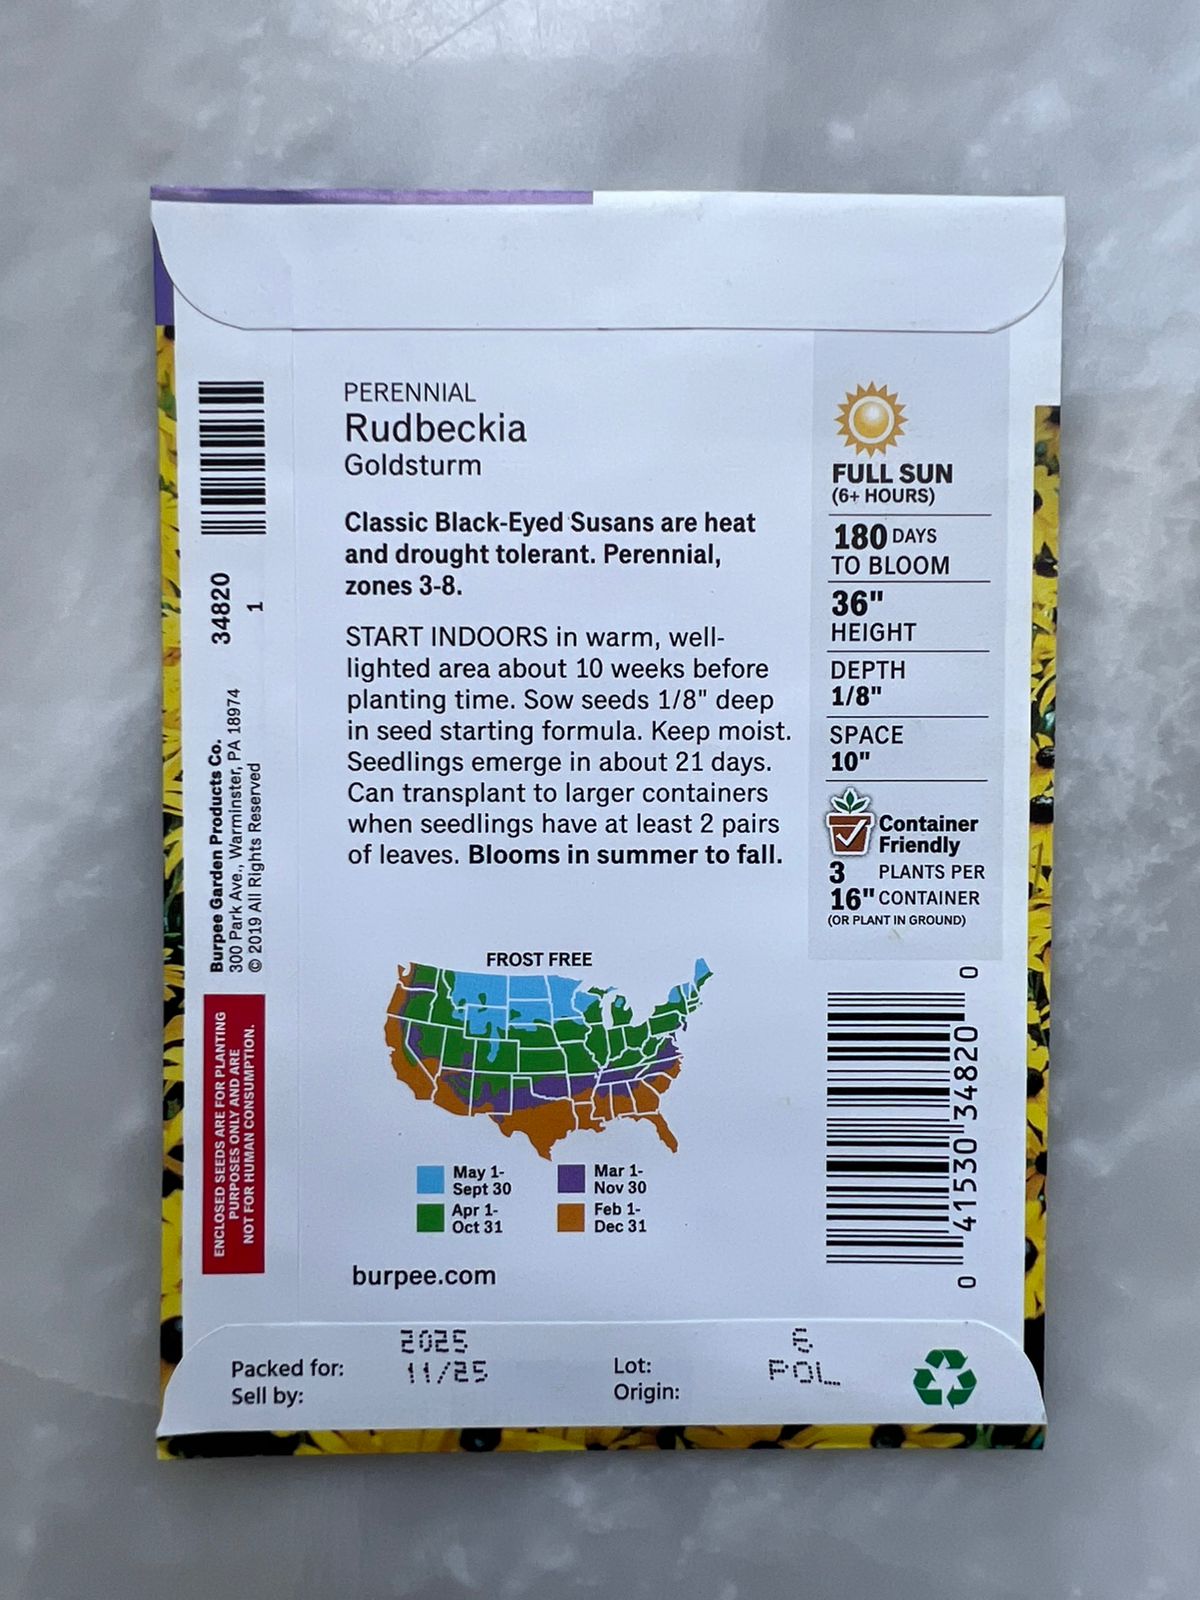 PERENNIAL
Rudbeckia
Goldsturm
Classic Black-Eyed Susans are heat
and drought tolerant. Perennial,
zones 3-8.
START INDOORS in warm, well-
lighted area about 10 weeks before
planting time. Sow seeds 1/8" deep
in seed starting formula. Keep moist.
Seedlings emerge in about 21 days.
Can transplant to larger containers
when seedlings have at least 2 pairs
of leaves. Blooms in summer to fall.
FULL SUN
(6+ HOURS)
180 DAYS
TO BLOOM
36"
HEIGHT
DEPTH
1/8"
SPACE
10"
Container
Friendly
3 PLANTS PER
16" CONTAINER
(OR PLANT IN GROUND)
FROST FREE
May 1-
Sept 30
Mar 1-
Nov 30
Apr 1-
Oct 31
Feb 1-
Dec 31
burpee.com
34820
1
Burpee Garden Products Co.
300 Park Ave., Warminster, PA 18974
© 2019 All Rights Reserved
ENCLOSED SEEDS ARE FOR PLANTING
PURPOSES ONLY AND ARE
NOT FOR HUMAN CONSUMPTION.
0 41530 34820 0
Packed for: 2025
Sell by: 11/25
Lot: 6
Origin: POL